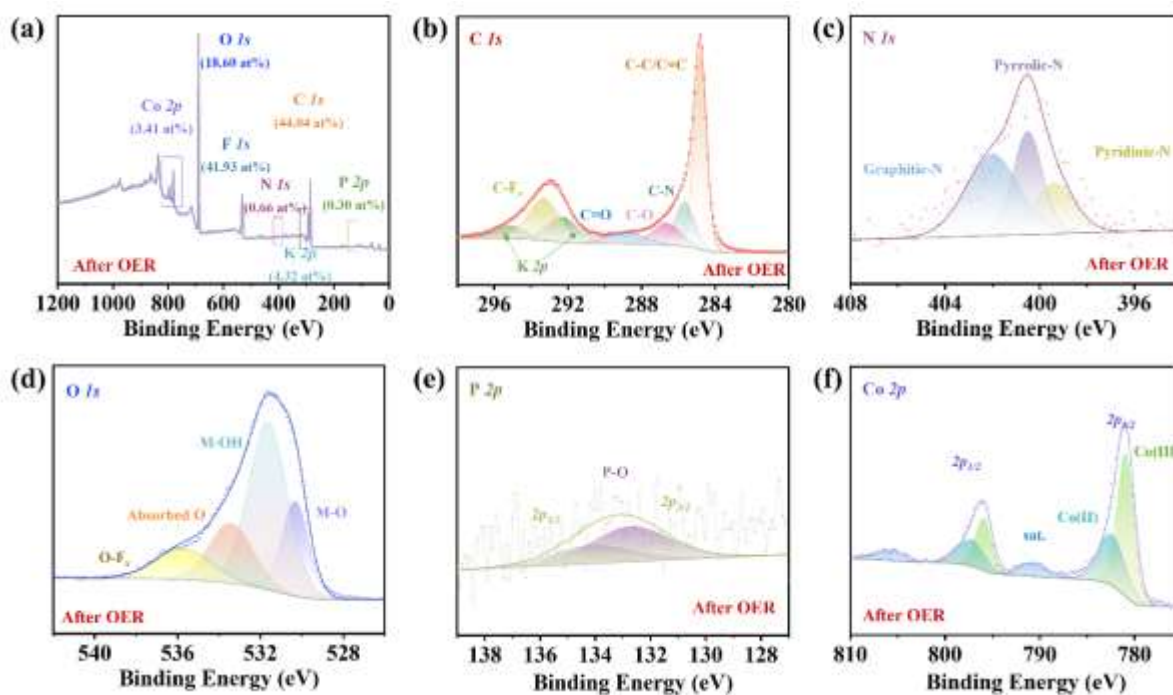 (a)
O 1s
(18.60 at%)
Co 2p
(3.41 at%)
C 1s
(44.04 at%)
F 1s
(41.93 at%)
N 1s
(0.66 at%)
P 2p
(0.30 at%)
K 2p
(4.32 at%)
After OER
1200 1000 800 600 400 200 0
Binding Energy (eV)
(b)
C 1s
C-C/C=C
C-Fx
C=O
C-O
C-N
K 2p
After OER
296 292 288 284 280
Binding Energy (eV)
(c)
N 1s
Pyrrolic-N
Graphitic-N
Pyridinic-N
After OER
408 404 400 396
Binding Energy (eV)
(d)
O 1s
M-OH
Absorbed O
M-O
O-Fx
After OER
540 536 532 528
Binding Energy (eV)
(e)
P 2p
P-O
2p1/2
2p3/2
After OER
138 136 134 132 130 128
Binding Energy (eV)
(f)
Co 2p
2p3/2
2p1/2
Co(III)
Co(II)
sat.
After OER
810 800 790 780
Binding Energy (eV)